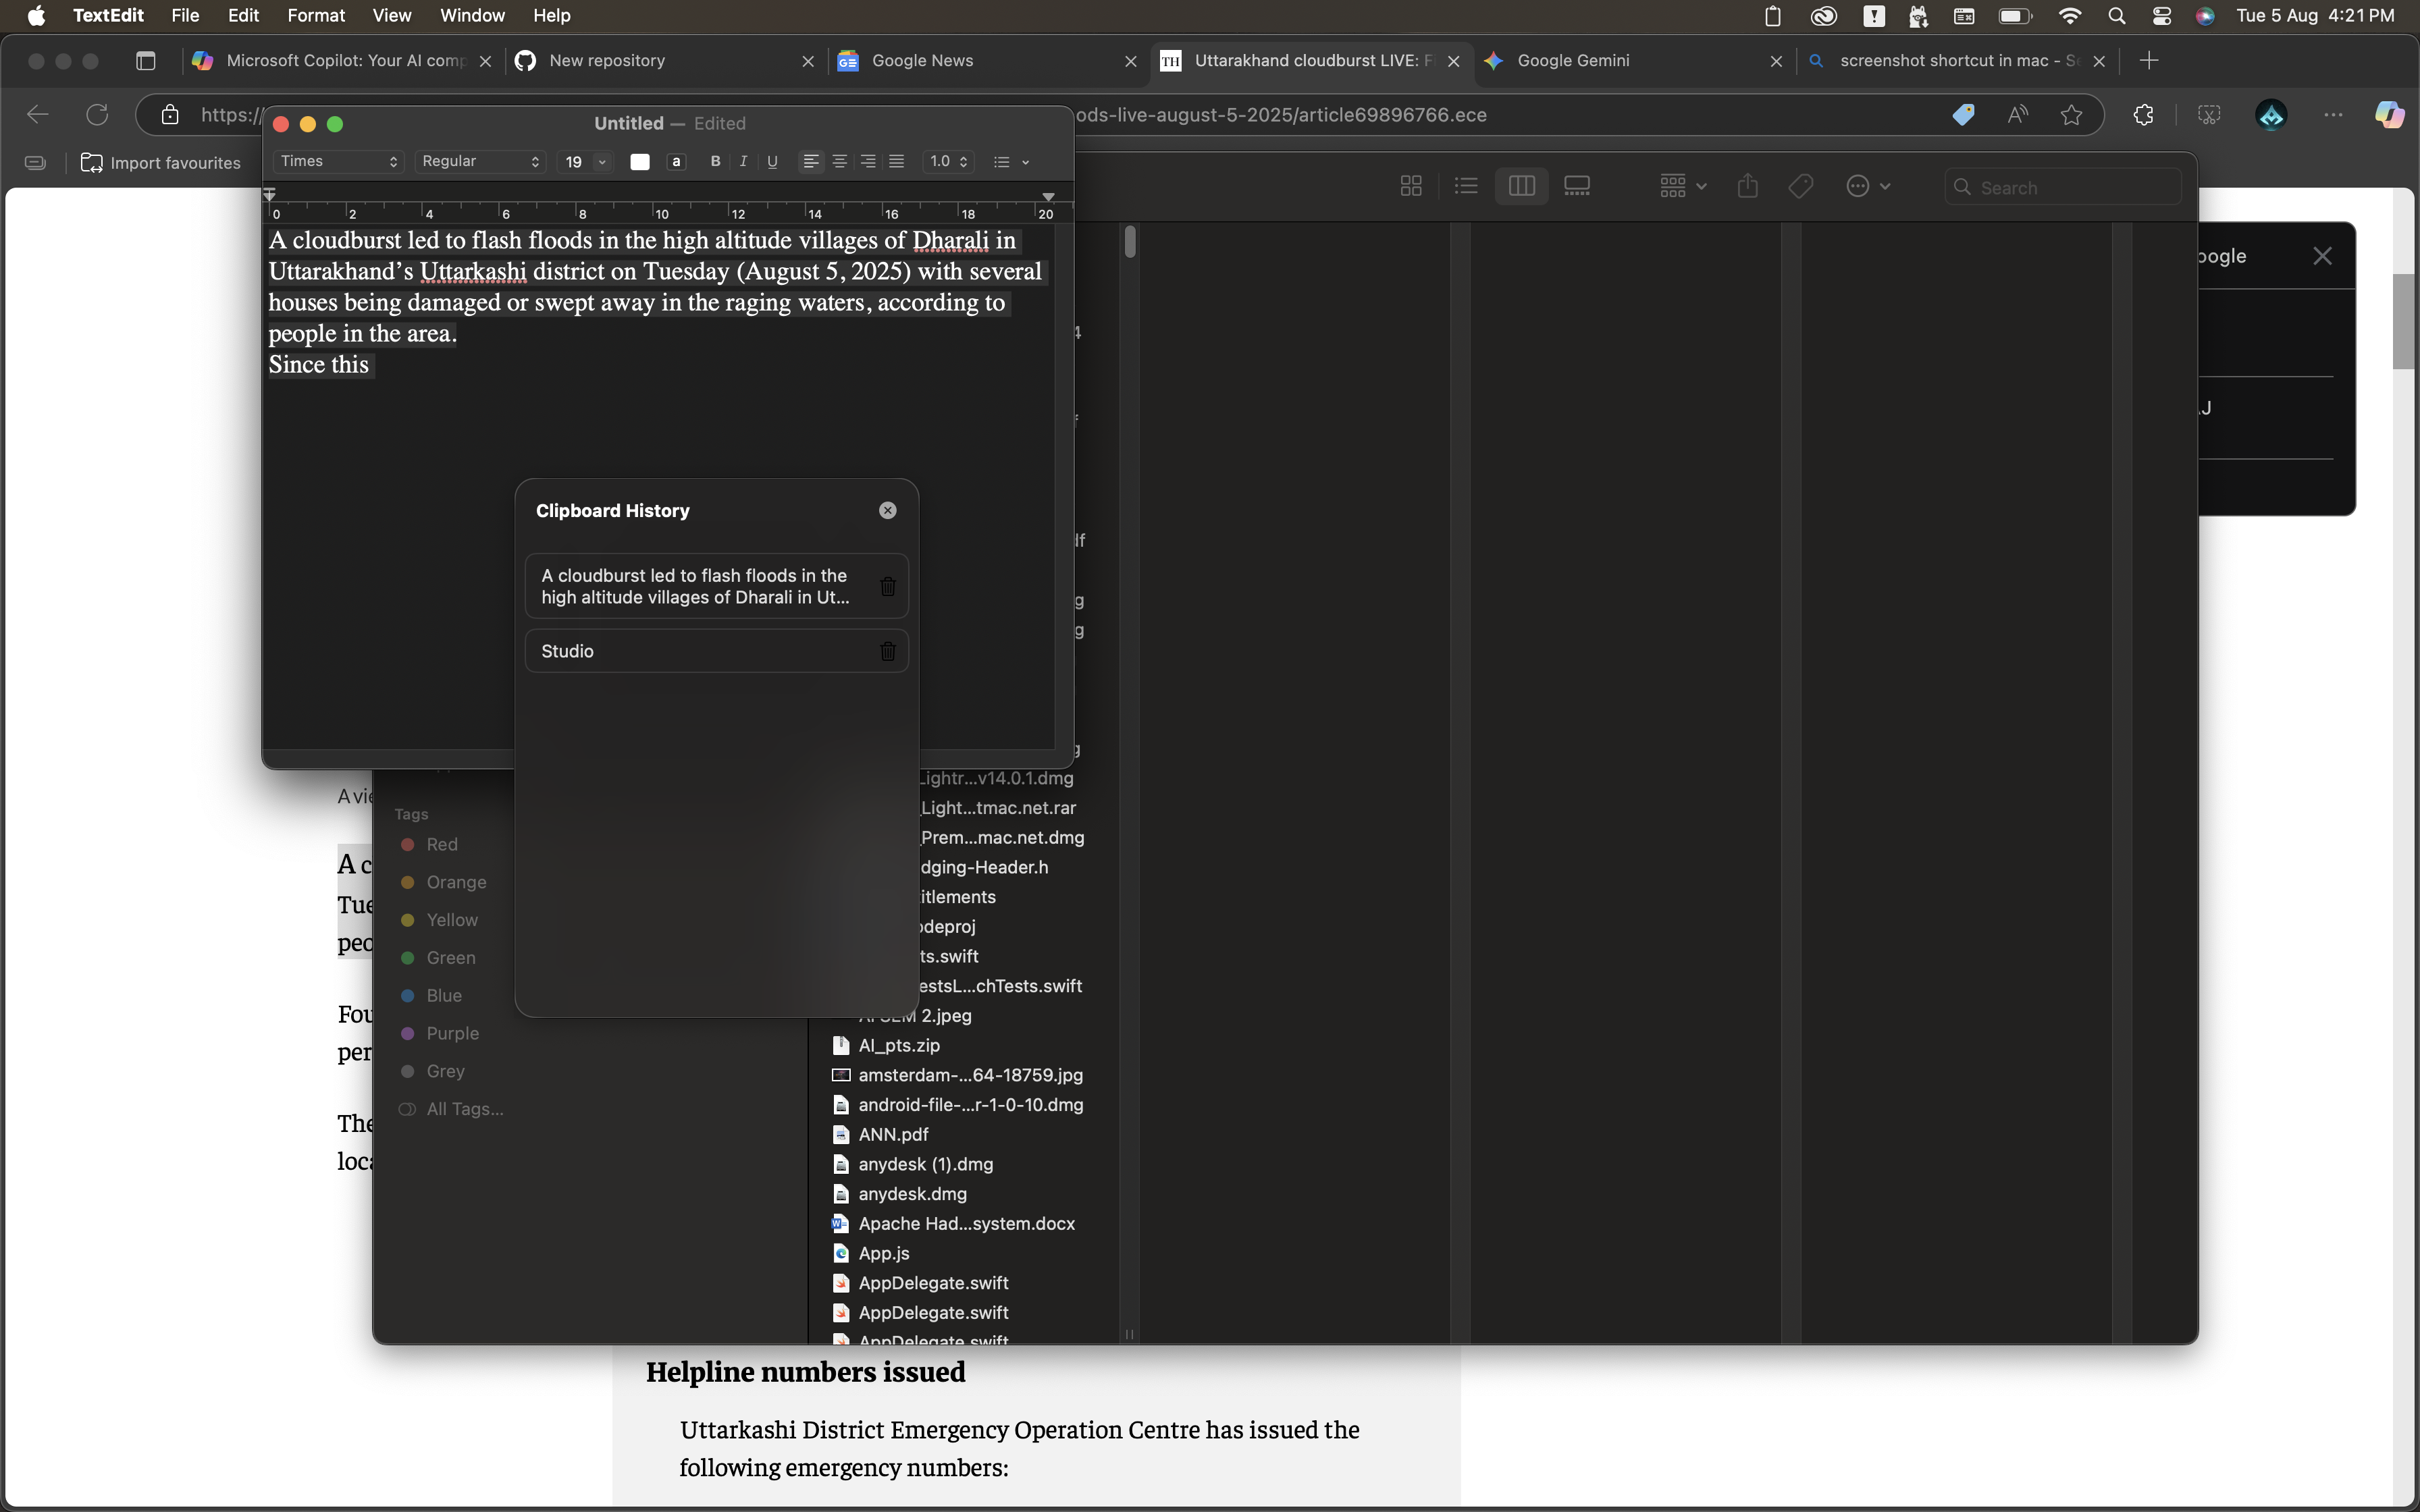 TextEdit File Edit Format View Window Help Tue 5 Aug 4:21 PM
Microsoft Copilot: Your AI comp New repository Google News TH Uttarakhand cloudburst LIVE: Fl Google Gemini screenshot shortcut in mac - Se
https:// ods-live-august-5-2025/article69896766.ece
Import favourites
Untitled — Edited
Times Regular 19 a B I U 1.0
0 2 4 6 8 10 12 14 16 18 20
A cloudburst led to flash floods in the high altitude villages of Dharali in
Uttarakhand’s Uttarkashi district on Tuesday (August 5, 2025) with several
houses being damaged or swept away in the raging waters, according to
people in the area.
Since this
Clipboard History
A cloudburst led to flash floods in the
high altitude villages of Dharali in Ut...
Studio
Search
oogle
.J
4
f
df
g
g
g
Lightr...v14.0.1.dmg
_Light...tmac.net.rar
_Prem...mac.net.dmg
dging-Header.h
itlements
odeproj
ts.swift
estsL...chTests.swift
2.jpeg
AI_pts.zip
amsterdam-...64-18759.jpg
android-file-...r-1-0-10.dmg
ANN.pdf
anydesk (1).dmg
anydesk.dmg
Apache Had...system.docx
App.js
AppDelegate.swift
AppDelegate.swift
AppDelegate.swift
Tags
Red
Orange
Yellow
Green
Blue
Purple
Grey
All Tags...
A vie
A c
Tue
peo
Fou
per
The
loca
Helpline numbers issued
Uttarkashi District Emergency Operation Centre has issued the
following emergency numbers: